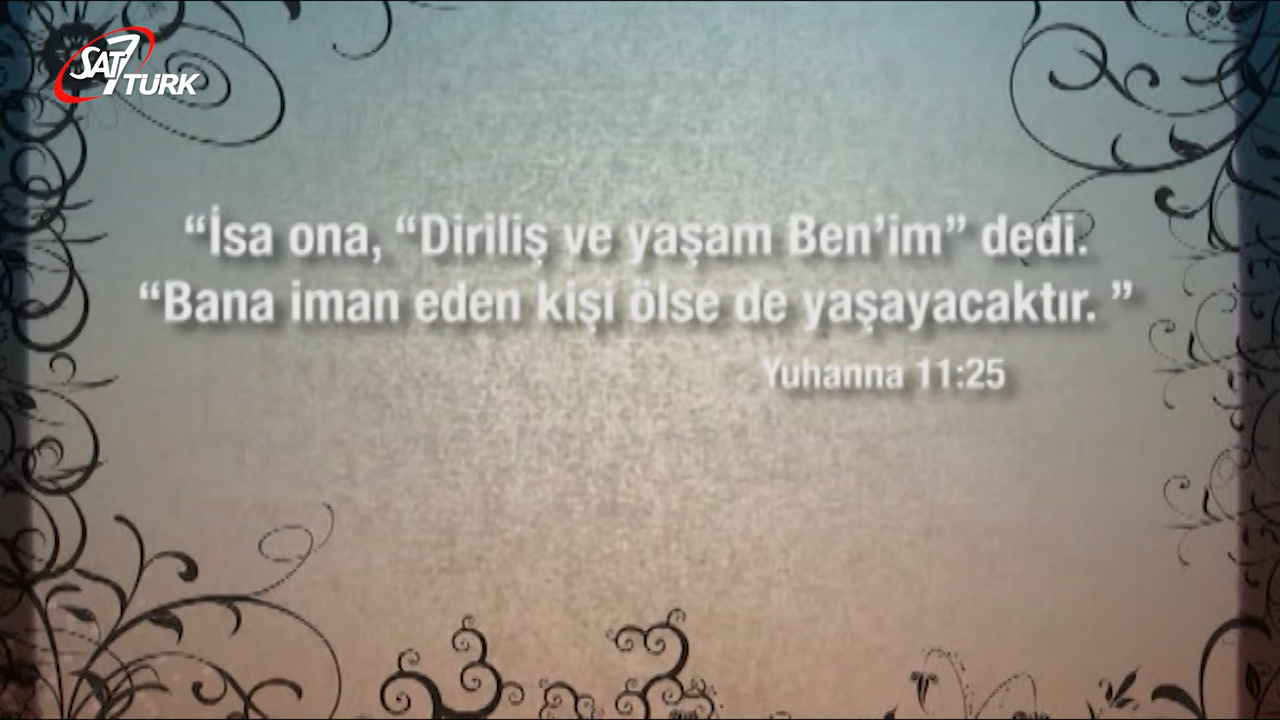 SAT7 TURK
“İsa ona, “Diriliş ve yaşam Ben’im” dedi.
“Bana iman eden kişi ölse de yaşayacaktır. ”
Yuhanna 11:25